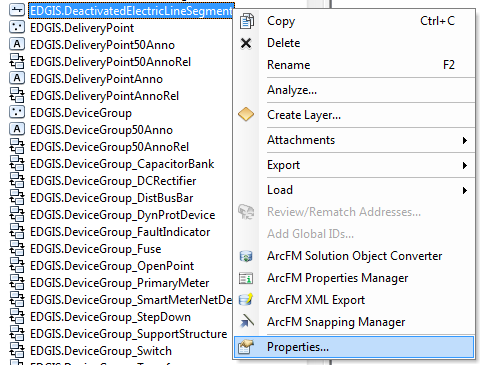 EDGIS.DeactivatedElectricLineSegment
EDGIS.DeliveryPoint
EDGIS.DeliveryPoint50Anno
EDGIS.DeliveryPoint50AnnoRel
EDGIS.DeliveryPointAnno
EDGIS.DeliveryPointAnnoRel
EDGIS.DeviceGroup
EDGIS.DeviceGroup50Anno
EDGIS.DeviceGroup50AnnoRel
EDGIS.DeviceGroup_CapacitorBank
EDGIS.DeviceGroup_DCRectifier
EDGIS.DeviceGroup_DistBusBar
EDGIS.DeviceGroup_DynProtDevice
EDGIS.DeviceGroup_FaultIndicator
EDGIS.DeviceGroup_Fuse
EDGIS.DeviceGroup_OpenPoint
EDGIS.DeviceGroup_PrimaryMeter
EDGIS.DeviceGroup_SmartMeterNetDe
EDGIS.DeviceGroup_StepDown
EDGIS.DeviceGroup_SupportStructure
EDGIS.DeviceGroup_Switch
Copy Ctrl+C
Delete
Rename F2
Analyze...
Create Layer...
Attachments
Export
Load
Review/Rematch Addresses...
Add Global IDs...
ArcFM Solution Object Converter
ArcFM Properties Manager
ArcFM XML Export
ArcFM Snapping Manager
Properties...